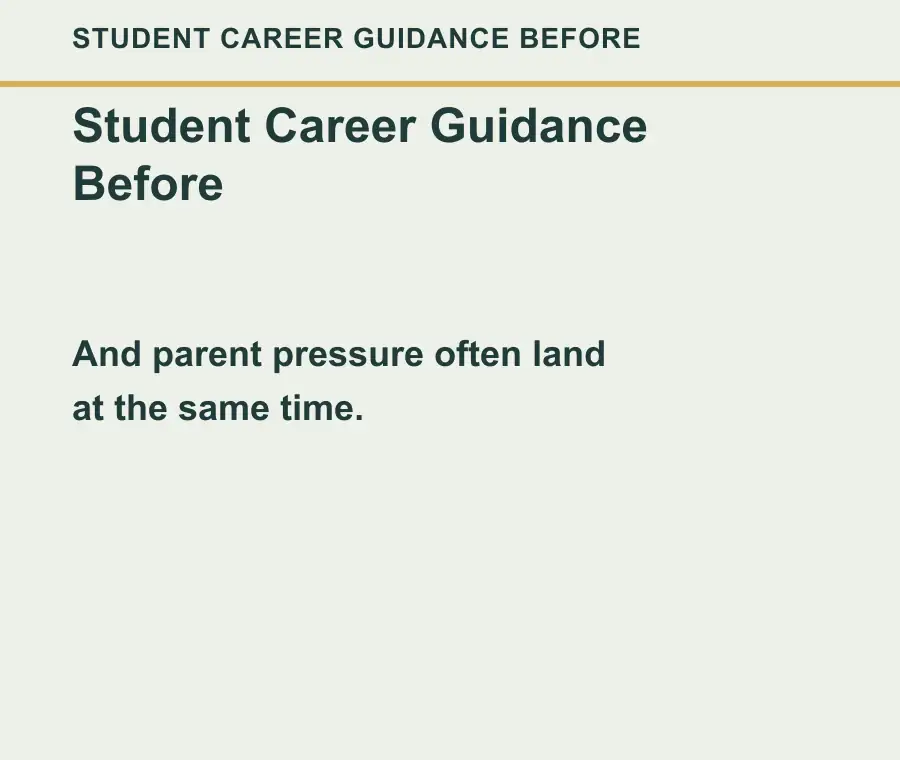 STUDENT CAREER GUIDANCE BEFORE
Student Career Guidance
Before
And parent pressure often land
at the same time.